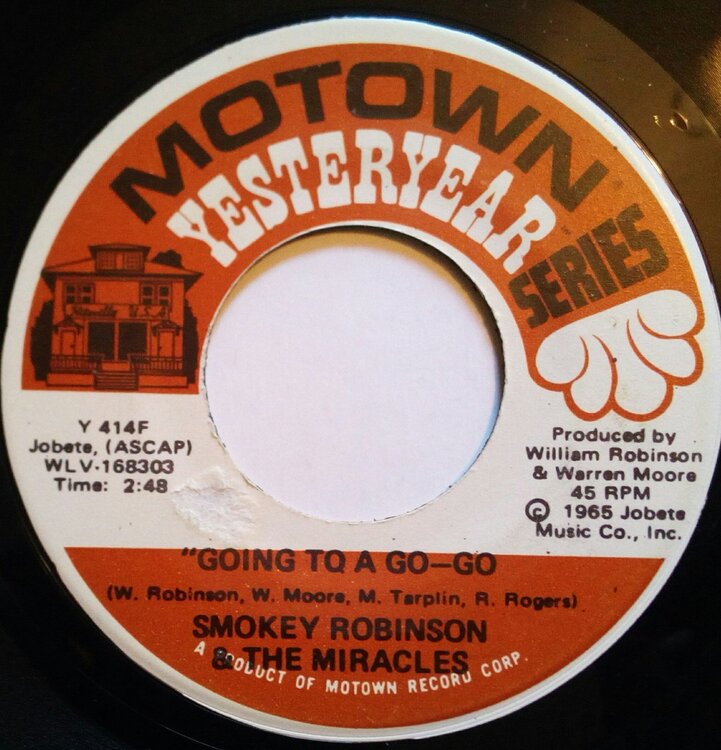 MOTOWN
YESTERYEAR
SERIES
Y 414F
Jobete, (ASCAP)
WLV-168303
Time: 2:48
Produced by
William Robinson
& Warren Moore
45 RPM
© 1965 Jobete
Music Co., Inc.
"GOING TO A GO-GO
(W. Robinson, W. Moore, M. Tarplin, R. Rogers)
SMOKEY ROBINSON
& THE MIRACLES
A PRODUCT OF MOTOWN RECORD CORP.